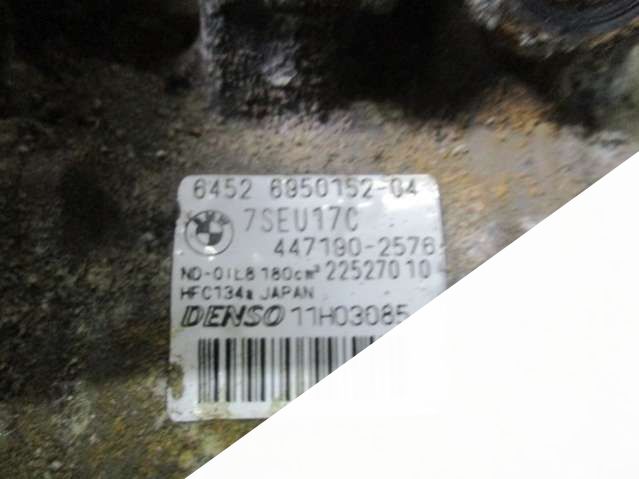 6452 6950152-04
7SEU17C
447190-2576
ND-OIL8 180cm³ 22527010
HFC134a JAPAN
DENSO 11H03085